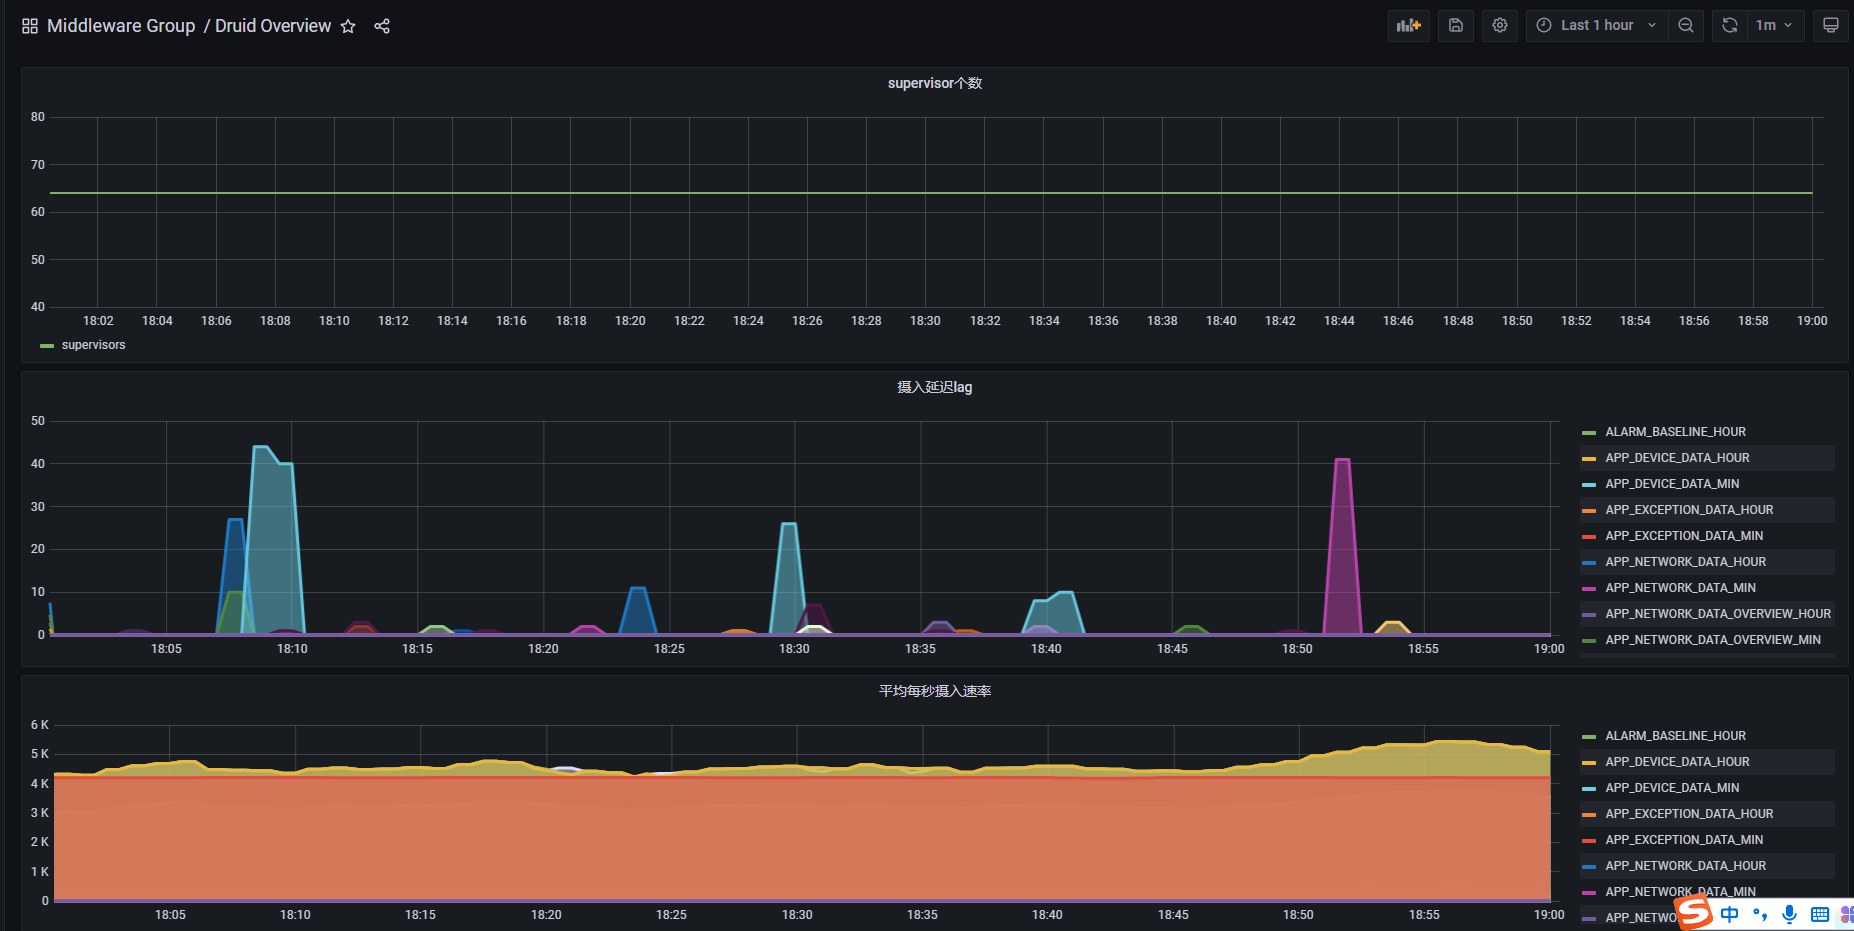 Middleware Group / Druid Overview
Last 1 hour
1m
supervisor个数
80
70
60
50
40
18:02 18:04 18:06 18:08 18:10 18:12 18:14 18:16 18:18 18:20 18:22 18:24 18:26 18:28 18:30 18:32 18:34 18:36 18:38 18:40 18:42 18:44 18:46 18:48 18:50 18:52 18:54 18:56 18:58 19:00
supervisors
摄入延迟lag
50
40
30
20
10
0
18:05 18:10 18:15 18:20 18:25 18:30 18:35 18:40 18:45 18:50 18:55 19:00
ALARM_BASELINE_HOUR
APP_DEVICE_DATA_HOUR
APP_DEVICE_DATA_MIN
APP_EXCEPTION_DATA_HOUR
APP_EXCEPTION_DATA_MIN
APP_NETWORK_DATA_HOUR
APP_NETWORK_DATA_MIN
APP_NETWORK_DATA_OVERVIEW_HOUR
APP_NETWORK_DATA_OVERVIEW_MIN
平均每秒摄入速率
6 K
5 K
4 K
3 K
2 K
1 K
0
18:05 18:10 18:15 18:20 18:25 18:30 18:35 18:40 18:45 18:50 18:55 19:00
ALARM_BASELINE_HOUR
APP_DEVICE_DATA_HOUR
APP_DEVICE_DATA_MIN
APP_EXCEPTION_DATA_HOUR
APP_EXCEPTION_DATA_MIN
APP_NETWORK_DATA_HOUR
APP_NETWORK_DATA_MIN
APP_NETWO
中